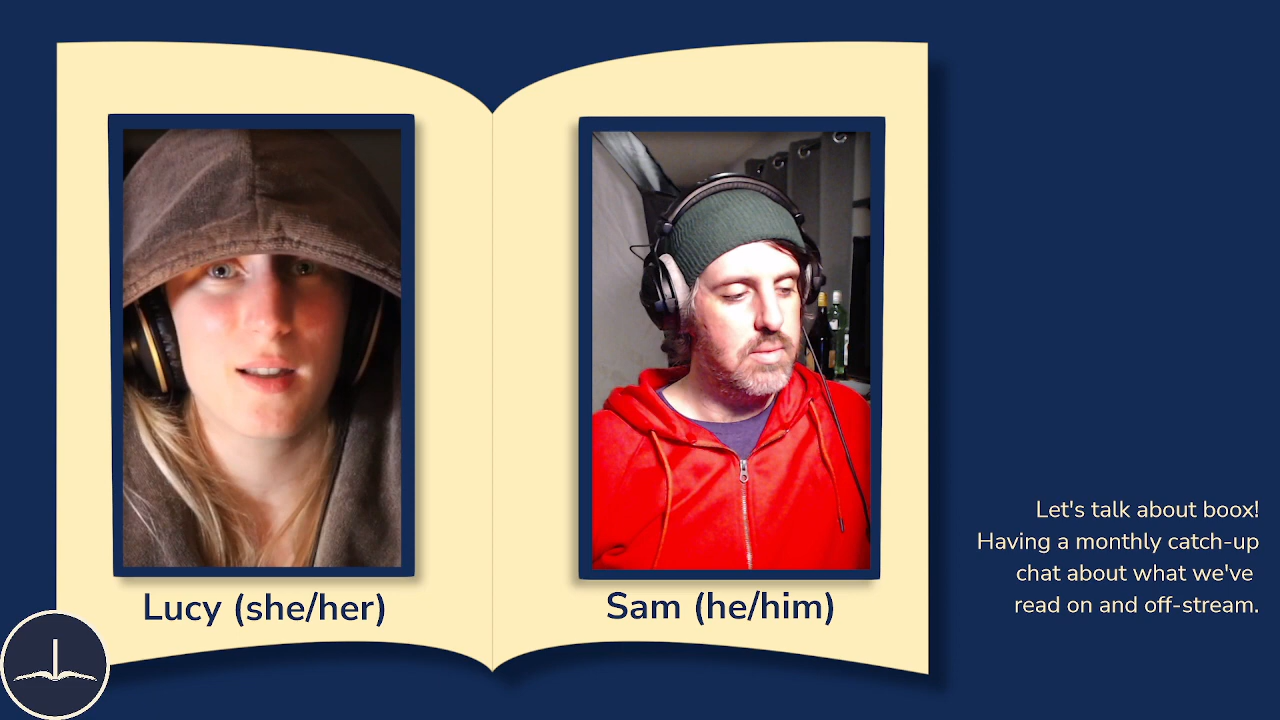 Lucy (she/her)
Sam (he/him)
Let's talk about boox!
Having a monthly catch-up
chat about what we've
read on and off-stream.